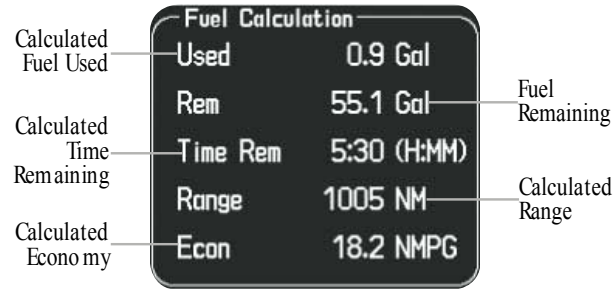 Fuel Calculation
Calculated
Fuel Used
Used 0.9 Gal
Rem 55.1 Gal
Fuel
Remaining
Calculated
Time
Remaining
Time Rem 5:30 (H:MM)
Range 1005 NM
Calculated
Range
Calculated
Economy
Econ 18.2 NMPG